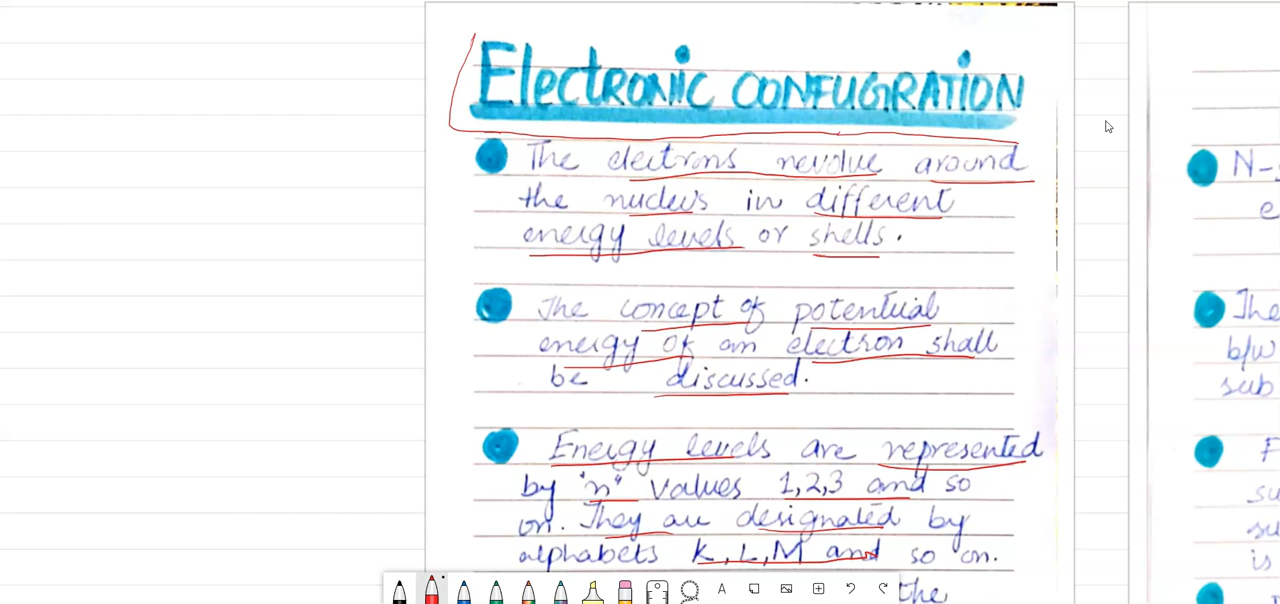 ElectRoNic CONFUGIRATION
The electrons revolve around
the nucleus in different
energy levels or shells.
The concept of potential
energy of an electron shall
be discussed.
Energy levels are represented
by "n" values 1,2,3 and so
on. They are designated by
alphabets K, L, M and so on.
the
N-
e
The
b/w
sub
F
su
su
is